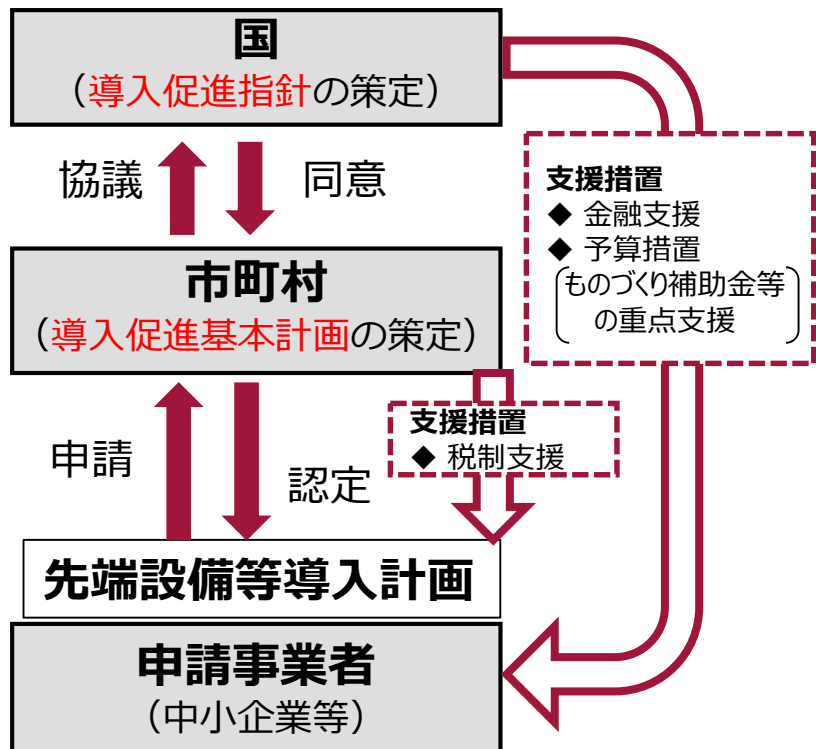 国
（導入促進指針の策定）
協議
同意
支援措置
◆ 金融支援
◆ 予算措置
ものづくり補助金等
の重点支援
市町村
（導入促進基本計画の策定）
支援措置
◆ 税制支援
申請
認定
先端設備等導入計画
申請事業者
（中小企業等）